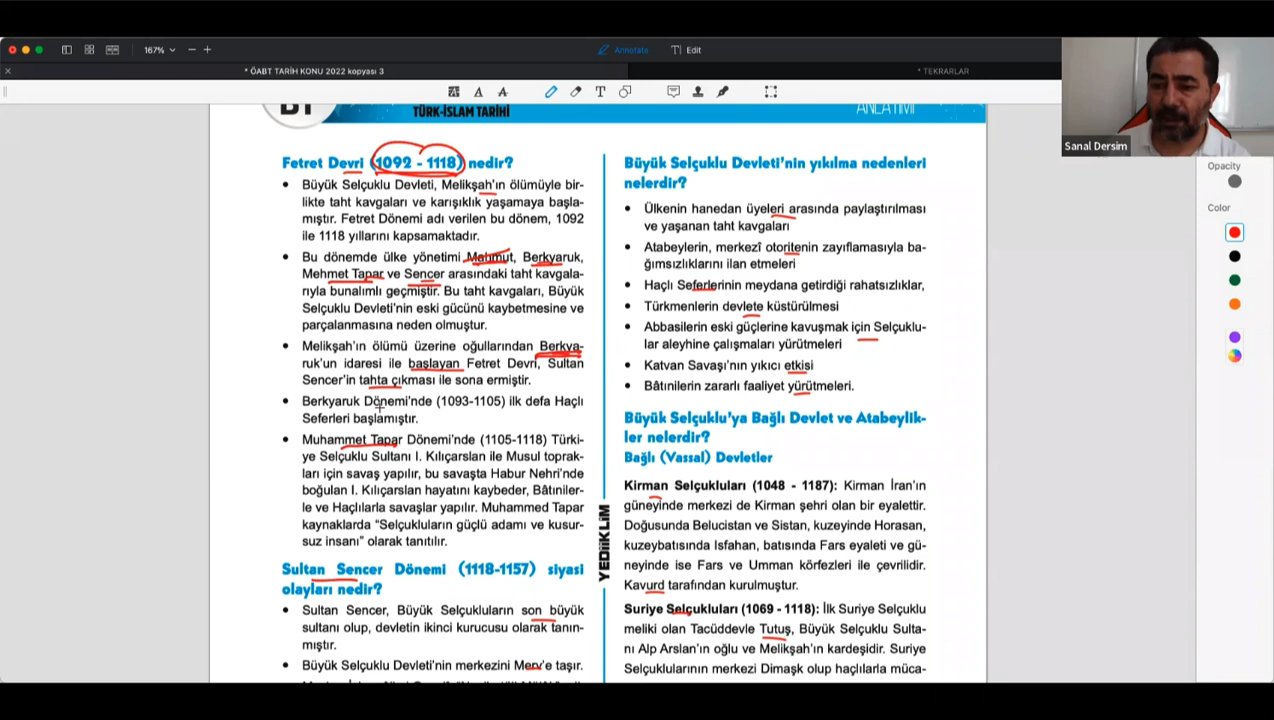 167%
Annotate
Edit
* ÖABT TARİH KONU 2022 kopyası 3
* TEKRARLAR
TÜRK-İSLAM TARİHİ
ANLATIMI
Sanal Dersim
Opacity
Color
Fetret Devri (1092 - 1118) nedir?
• Büyük Selçuklu Devleti, Melikşah'ın ölümüyle bir-
likte taht kavgaları ve karışıklık yaşamaya başla-
mıştır. Fetret Dönemi adı verilen bu dönem, 1092
ile 1118 yıllarını kapsamaktadır.
• Bu dönemde ülke yönetimi Mahmut, Berkyaruk,
Mehmet Tapar ve Sencer arasındaki taht kavgala-
rıyla bunalımlı geçmiştir. Bu taht kavgaları, Büyük
Selçuklu Devleti'nin eski gücünü kaybetmesine ve
parçalanmasına neden olmuştur.
• Melikşah'ın ölümü üzerine oğullarından Berkya-
ruk'un idaresi ile başlayan Fetret Devri, Sultan
Sencer'in tahta çıkması ile sona ermiştir.
• Berkyaruk Dönemi'nde (1093-1105) ilk defa Haçlı
Seferleri başlamıştır.
• Muhammet Tapar Dönemi'nde (1105-1118) Türki-
ye Selçuklu Sultanı I. Kılıçarslan ile Musul toprak-
ları için savaş yapılır, bu savaşta Habur Nehri'nde
boğulan I. Kılıçarslan hayatını kaybeder, Bâtıniler-
le ve Haçlılarla savaşlar yapılır. Muhammed Tapar
kaynaklarda "Selçukluların güçlü adamı ve kusur-
suz insanı" olarak tanıtılır.
Sultan Sencer Dönemi (1118-1157) siyasi
olayları nedir?
• Sultan Sencer, Büyük Selçukluların son büyük
sultanı olup, devletin ikinci kurucusu olarak tanın-
mıştır.
• Büyük Selçuklu Devleti'nin merkezini Merv'e taşır.
YEDİİKLİM
Büyük Selçuklu Devleti'nin yıkılma nedenleri
nelerdir?
• Ülkenin hanedan üyeleri arasında paylaştırılması
ve yaşanan taht kavgaları
• Atabeylerin, merkezî otoritenin zayıflamasıyla ba-
ğımsızlıklarını ilan etmeleri
• Haçlı Seferlerinin meydana getirdiği rahatsızlıklar,
• Türkmenlerin devlete küstürülmesi
• Abbasilerin eski güçlerine kavuşmak için Selçuklu-
lar aleyhine çalışmaları yürütmeleri
• Katvan Savaşı'nın yıkıcı etkisi
• Bâtınilerin zararlı faaliyet yürütmeleri.
Büyük Selçuklu'ya Bağlı Devlet ve Atabeylik-
ler nelerdir?
Bağlı (Vassal) Devletler
Kirman Selçukluları (1048 - 1187): Kirman İran'ın
güneyinde merkezi de Kirman şehri olan bir eyalettir.
Doğusunda Belucistan ve Sistan, kuzeyinde Horasan,
kuzeybatısında Isfahan, batısında Fars eyaleti ve gü-
neyinde ise Fars ve Umman körfezleri ile çevrilidir.
Kavurd tarafından kurulmuştur.
Suriye Selçukluları (1069 - 1118): İlk Suriye Selçuklu
meliki olan Tacüddevle Tutuş, Büyük Selçuklu Sulta-
nı Alp Arslan'ın oğlu ve Melikşah'ın kardeşidir. Suriye
Selçuklularının merkezi Dimaşk olup haçlılarla müca-